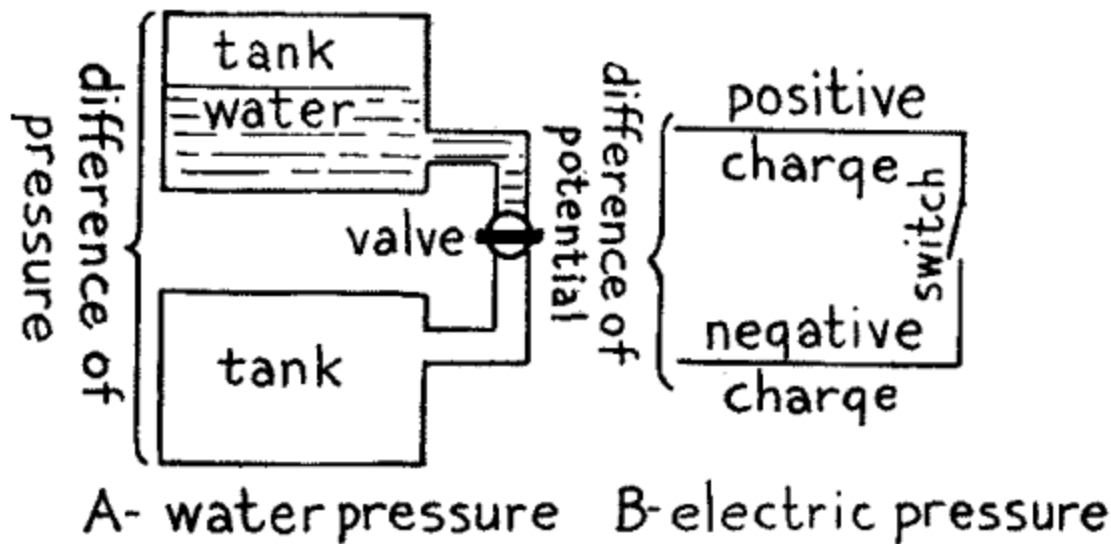 tank
water
difference of
pressure
valve
tank
A- water pressure
difference of
potential
positive
charge
switch
negative
charge
B-electric pressure